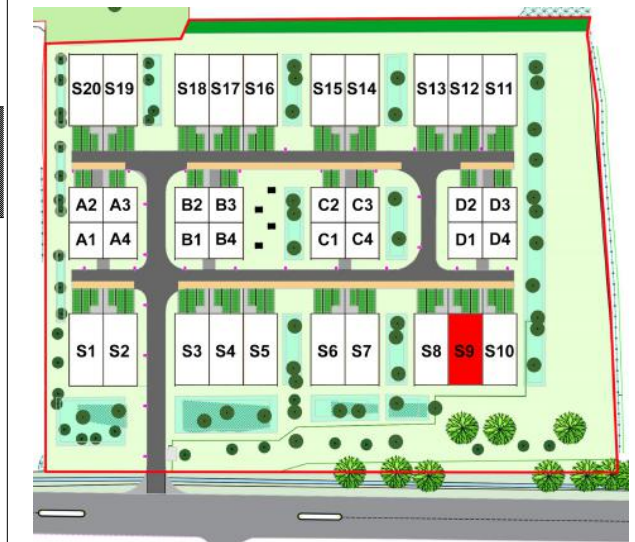 S20 S19 S18 S17 S16 S15 S14 S13 S12 S11
A2 A3 B2 B3 C2 C3 D2 D3
A1 A4 B1 B4 C1 C4 D1 D4
S1 S2 S3 S4 S5 S6 S7 S8 S9 S10